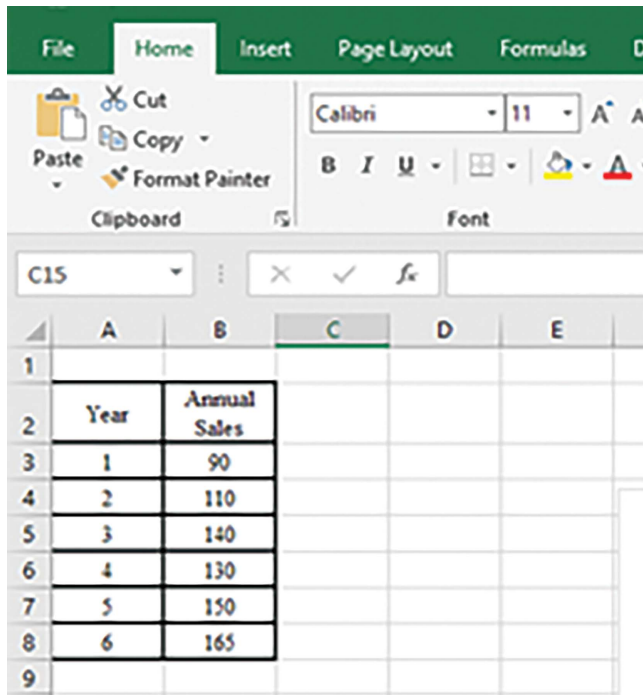 File Home Insert Page Layout Formulas D
Cut
Copy
Paste
Format Painter
Clipboard
Calibri 11 A A
B I U A
Font
C15 fx
A B C D E
1
2 Year Annual Sales
3 1 90
4 2 110
5 3 140
6 4 130
7 5 150
8 6 165
9